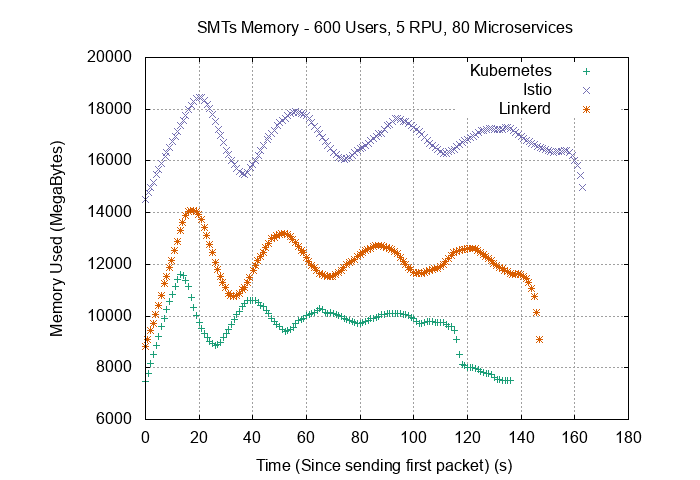 SMTs Memory - 600 Users, 5 RPU, 80 Microservices
20000
18000
16000
14000
12000
10000
8000
6000
Memory Used (MegaBytes)
Kubernetes
Istio
Linkerd
0 20 40 60 80 100 120 140 160 180
Time (Since sending first packet) (s)